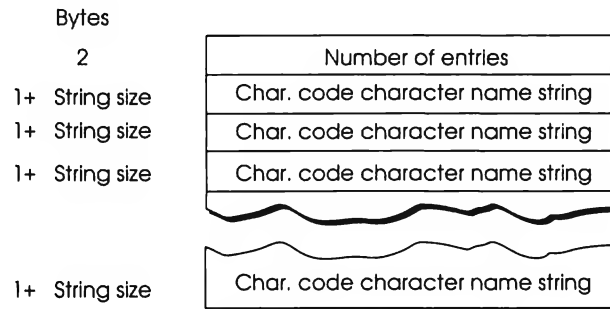 Bytes
2 Number of entries
1+ String size Char. code character name string
1+ String size Char. code character name string
1+ String size Char. code character name string
1+ String size Char. code character name string